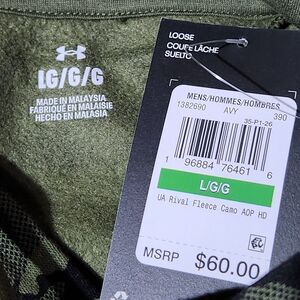 LG/G/G
MADE IN MALAYSIA
FABRIQUÉ EN MALAISIE
HECHO EN MALASIA
LOOSE
COUPE LÂCHE
SUELTO
MENS/HOMMES/HOMBRES
1382690 AVY 390
35-P1-26
1 96884 76461 6
L/G/G
UA Rival Fleece Camo AOP HD
MSRP $60.00